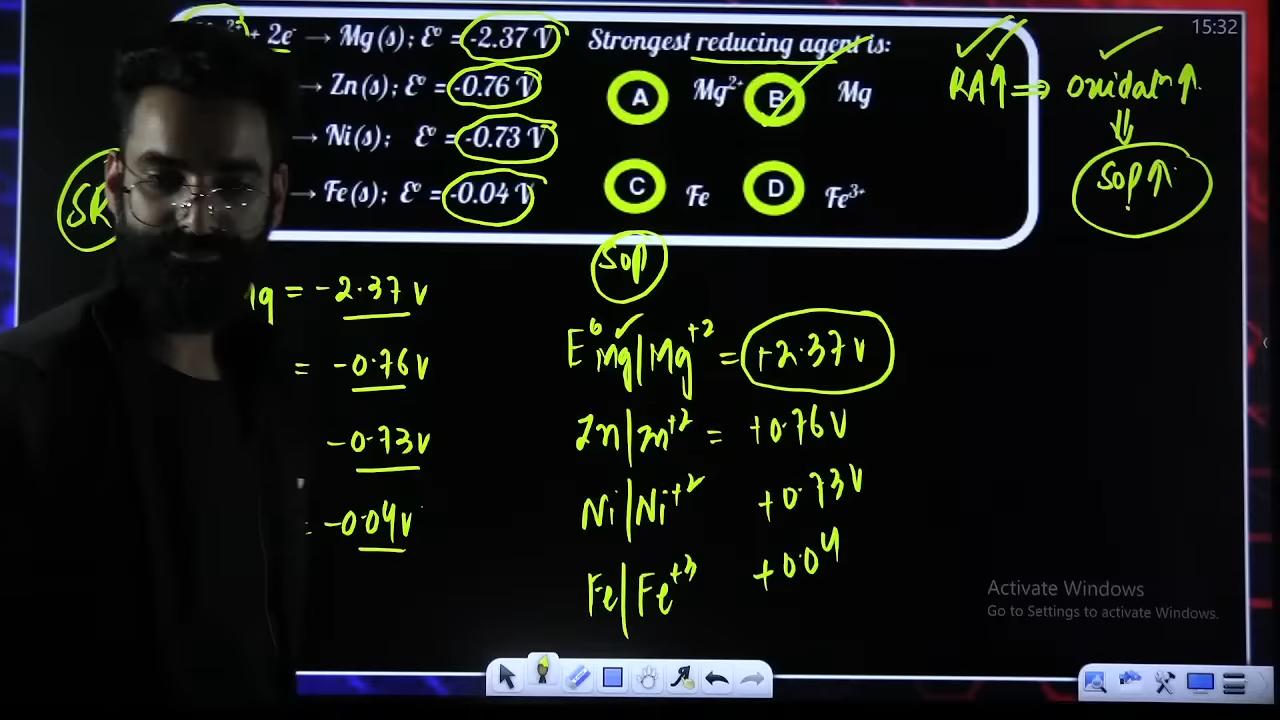 15:32
+ 2e⁻ → Mg(s); E° = -2.37 V
→ Zn(s); E° = -0.76 V
→ Ni(s); E° = -0.73 V
→ Fe(s); E° = -0.04 V
Strongest reducing agent is:
A Mg²⁺ B Mg
C Fe D Fe³⁺
RA↑ ⇒ oxidatⁿ ↑
⇓
SOP↑
SR
= -2.37 V
= -0.76 V
-0.73 V
= -0.04 V
SOP
E° Mg|Mg⁺² = +2.37 V
Zn|Zn⁺² = +0.76 V
Ni|Ni⁺² +0.73 V
Fe|Fe⁺³ +0.04
Activate Windows
Go to Settings to activate Windows.